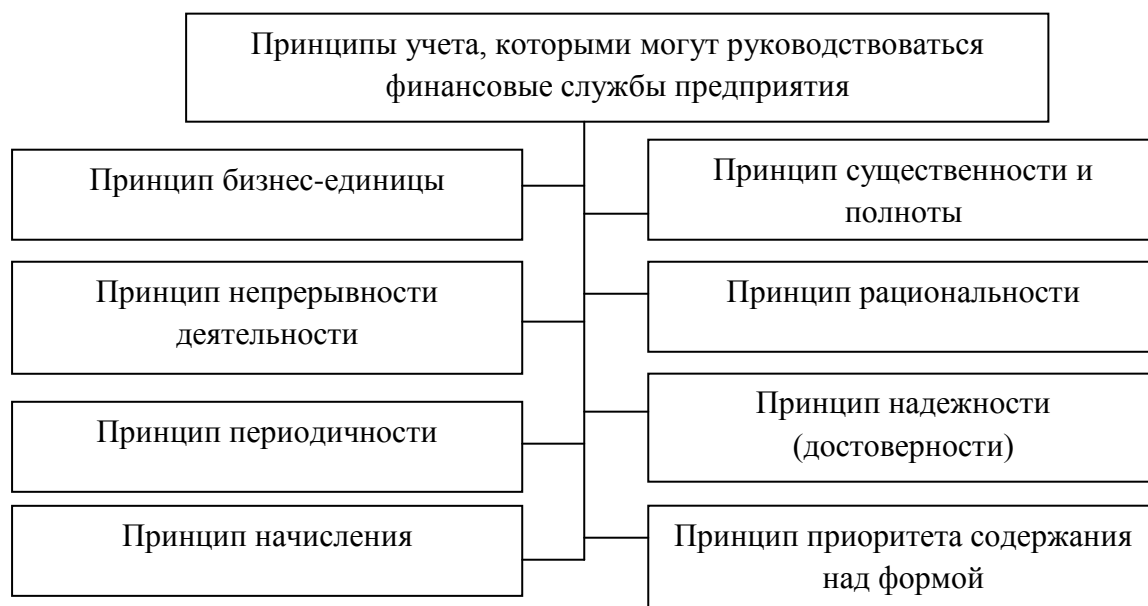 Принципы учета, которыми могут руководствоваться
финансовые службы предприятия
Принцип бизнес-единицы
Принцип непрерывности
деятельности
Принцип периодичности
Принцип начисления
Принцип существенности и
полноты
Принцип рациональности
Принцип надежности
(достоверности)
Принцип приоритета содержания
над формой